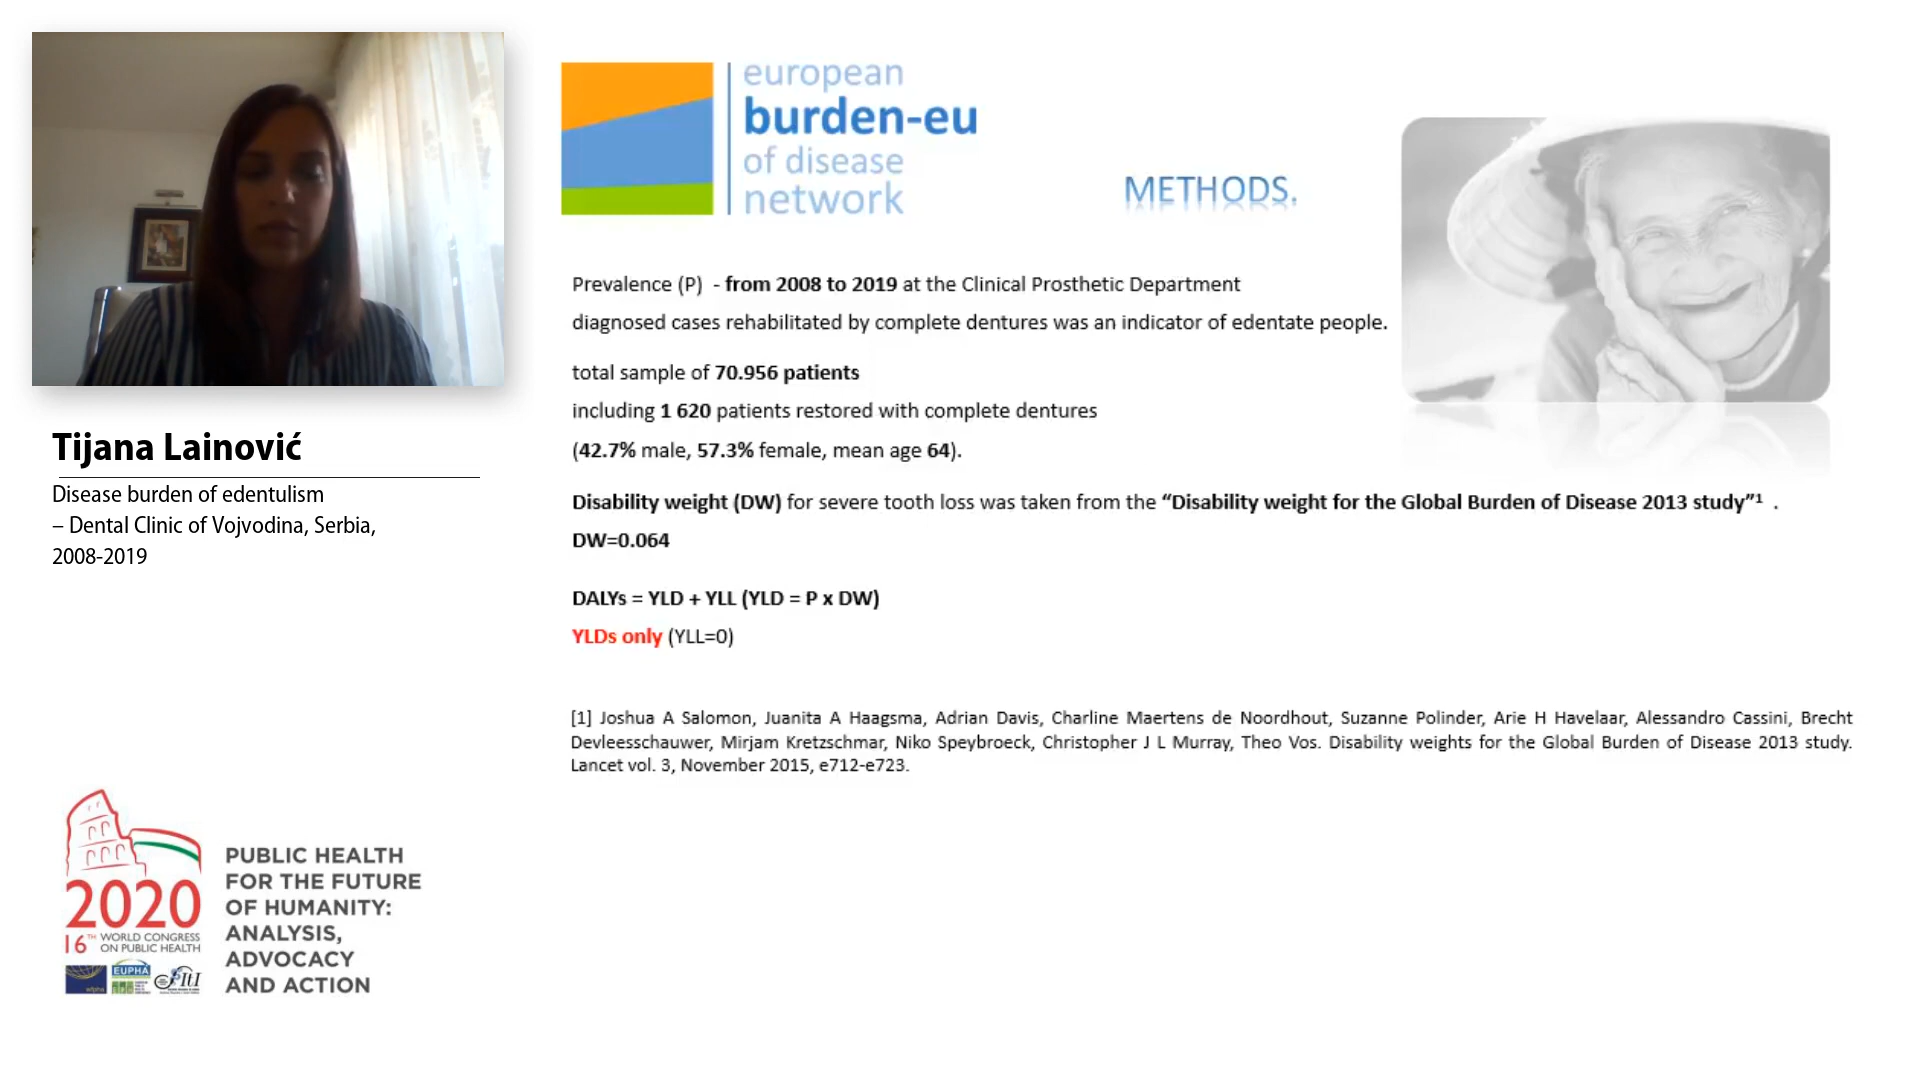 european
burden-eu
of disease
network
METHODS.
Prevalence (P) - from 2008 to 2019 at the Clinical Prosthetic Department
diagnosed cases rehabilitated by complete dentures was an indicator of edentate people.
total sample of 70.956 patients
including 1 620 patients restored with complete dentures
(42.7% male, 57.3% female, mean age 64).
Disability weight (DW) for severe tooth loss was taken from the “Disability weight for the Global Burden of Disease 2013 study”¹ .
DW=0.064
DALYs = YLD + YLL (YLD = P x DW)
YLDs only (YLL=0)
[1] Joshua A Salomon, Juanita A Haagsma, Adrian Davis, Charline Maertens de Noordhout, Suzanne Polinder, Arie H Havelaar, Alessandro Cassini, Brecht
Devleesschauwer, Mirjam Kretzschmar, Niko Speybroeck, Christopher J L Murray, Theo Vos. Disability weights for the Global Burden of Disease 2013 study.
Lancet vol. 3, November 2015, e712-e723.
Tijana Lainović
Disease burden of edentulism
– Dental Clinic of Vojvodina, Serbia,
2008-2019
2020
16TH WORLD CONGRESS
ON PUBLIC HEALTH
EUPHA
PUBLIC HEALTH
FOR THE FUTURE
OF HUMANITY:
ANALYSIS,
ADVOCACY
AND ACTION